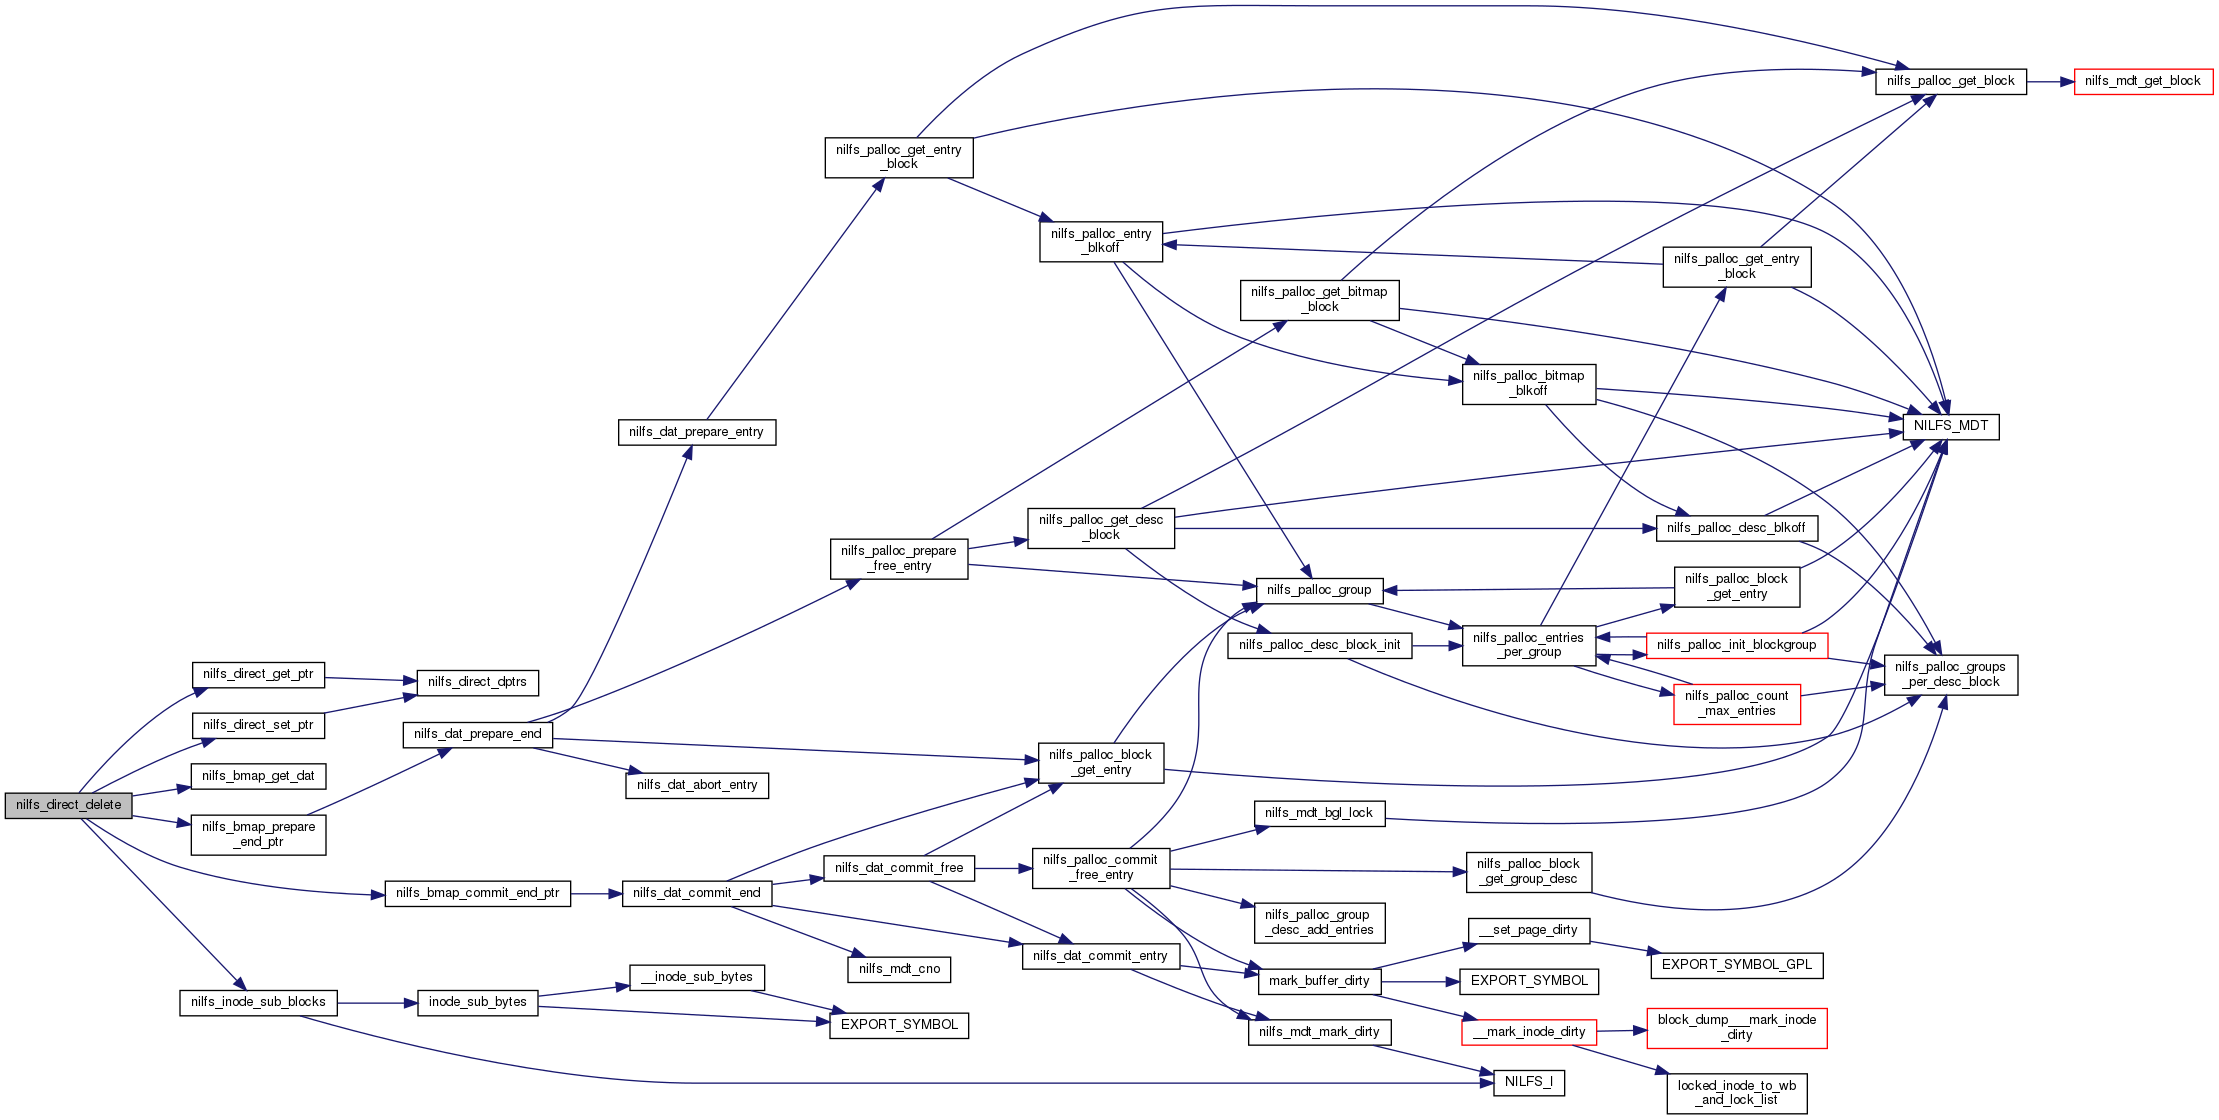 nilfs_direct_delete
nilfs_direct_get_ptr
nilfs_direct_set_ptr
nilfs_bmap_get_dat
nilfs_bmap_prepare
_end_ptr
nilfs_inode_sub_blocks
nilfs_direct_dptrs
nilfs_dat_prepare_end
nilfs_bmap_commit_end_ptr
inode_sub_bytes
nilfs_dat_prepare_entry
nilfs_dat_abort_entry
nilfs_dat_commit_end
__inode_sub_bytes
nilfs_palloc_get_entry
_block
nilfs_palloc_prepare
_free_entry
nilfs_dat_commit_free
nilfs_mdt_cno
EXPORT_SYMBOL
nilfs_palloc_entry
_blkoff
nilfs_palloc_get_desc
_block
nilfs_palloc_block
_get_entry
nilfs_palloc_commit
_free_entry
nilfs_dat_commit_entry
nilfs_palloc_get_bitmap
_block
nilfs_palloc_group
nilfs_palloc_desc_block_init
nilfs_mdt_bgl_lock
nilfs_palloc_group
_desc_add_entries
mark_buffer_dirty
nilfs_mdt_mark_dirty
nilfs_palloc_bitmap
_blkoff
nilfs_palloc_entries
_per_group
nilfs_palloc_block
_get_group_desc
__set_page_dirty
EXPORT_SYMBOL
__mark_inode_dirty
NILFS_I
nilfs_palloc_get_entry
_block
nilfs_palloc_desc_blkoff
nilfs_palloc_block
_get_entry
nilfs_palloc_init_blockgroup
nilfs_palloc_count
_max_entries
EXPORT_SYMBOL_GPL
block_dump___mark_inode
_dirty
locked_inode_to_wb
_and_lock_list
nilfs_palloc_get_block
NILFS_MDT
nilfs_palloc_groups
_per_desc_block
nilfs_mdt_get_block